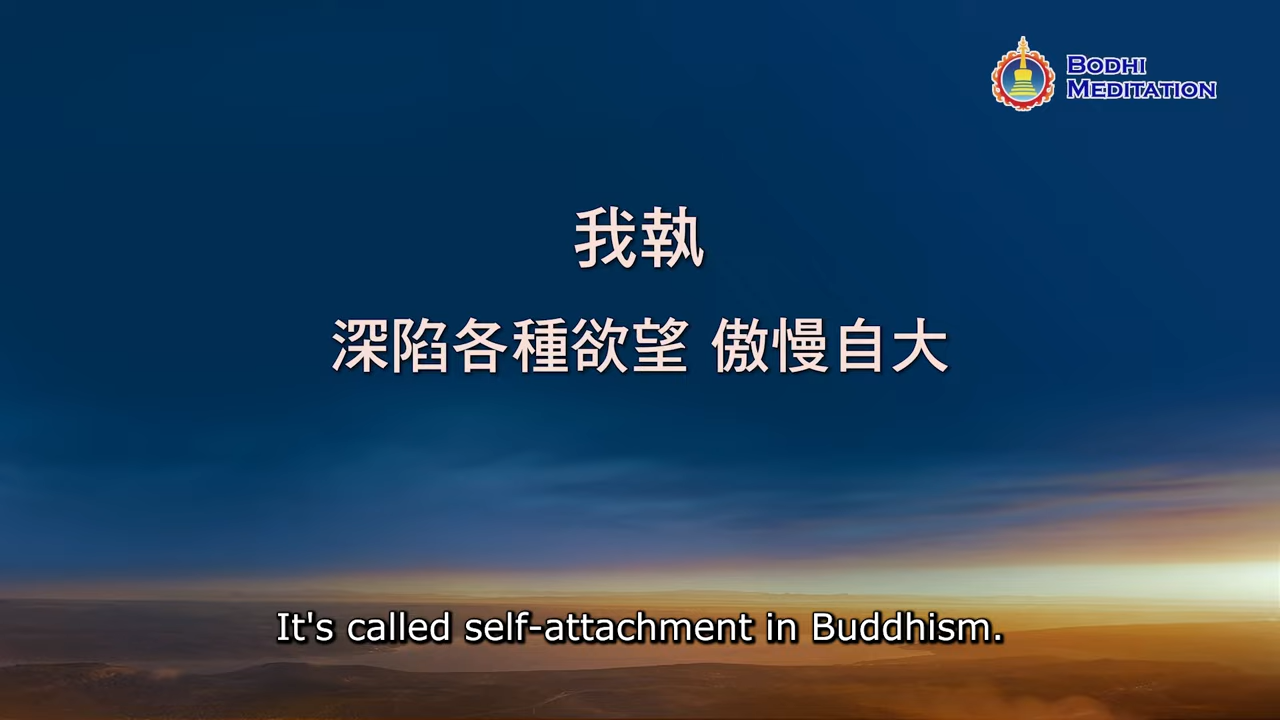 BODHI
MEDITATION
我執
深陷各種欲望 傲慢自大
It's called self-attachment in Buddhism.